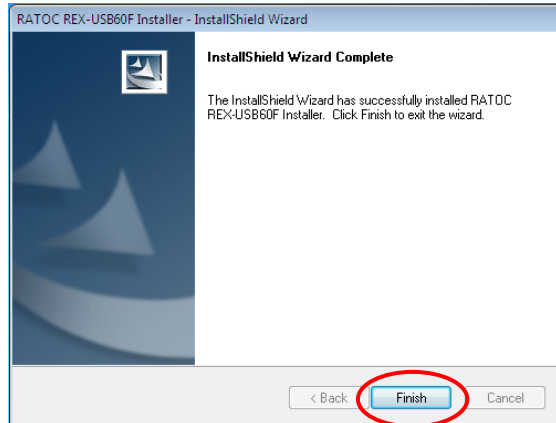 RATOC REX-USB60F Installer - InstallShield Wizard
InstallShield Wizard Complete
The InstallShield Wizard has successfully installed RATOC
REX-USB60F Installer. Click Finish to exit the wizard.
< Back Finish Cancel